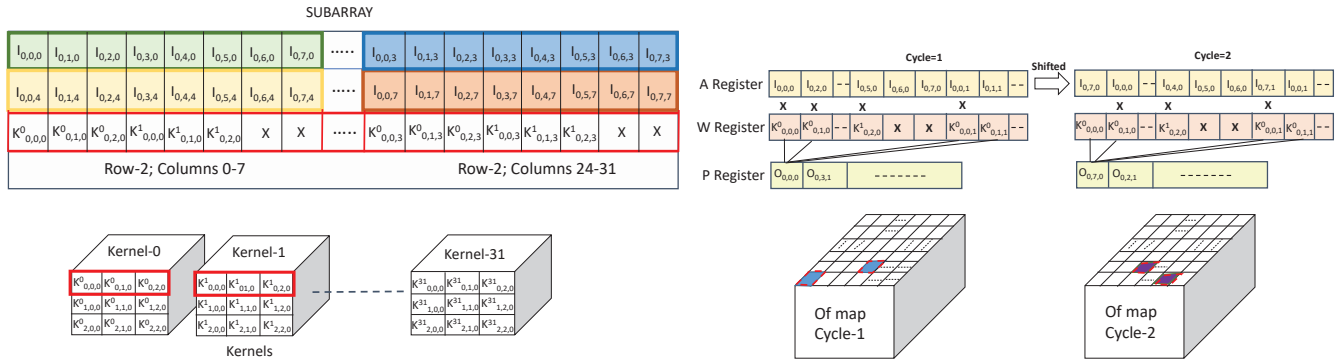 SUBARRAY
I0,0,0 I0,1,0 I0,2,0 I0,3,0 I0,4,0 I0,5,0 I0,6,0 I0,7,0 ····· I0,0,3 I0,1,3 I0,2,3 I0,3,3 I0,4,3 I0,5,3 I0,6,3 I0,7,3
I0,0,4 I0,1,4 I0,2,4 I0,3,4 I0,4,4 I0,5,4 I0,6,4 I0,7,4 ····· I0,0,7 I0,1,7 I0,2,7 I0,3,7 I0,4,7 I0,5,7 I0,6,7 I0,7,7
K⁰0,0,0 K⁰0,1,0 K⁰0,2,0 K¹0,0,0 K¹0,1,0 K¹0,2,0 X X ····· K⁰0,0,3 K⁰0,1,3 K⁰0,2,3 K¹0,0,3 K¹0,1,3 K¹0,2,3 X X
Row-2; Columns 0-7 Row-2; Columns 24-31
Kernel-0
K⁰0,0,0 K⁰0,1,0 K⁰0,2,0
K⁰1,0,0 K⁰1,1,0 K⁰1,2,0
K⁰2,0,0 K⁰2,1,0 K⁰2,2,0
Kernel-1
K¹0,0,0 K¹01,0 K¹0,2,0
K¹1,0,0 K¹1,1,0 K¹1,2,0
K¹2,0,0 K¹2,1,0 K¹2,2,0
Kernel-31
K³¹0,0,0 K³¹0,1,0 K³¹0,2,0
K³¹1,0,0 K³¹1,1,0 K³¹1,2,0
K³¹2,0,0 K³¹2,1,0 K³¹2,2,0
Kernels
Cycle=1 Shifted Cycle=2
A Register I0,0,0 I0,2,0 -- I0,5,0 I0,6,0 I0,7,0 I0,0,1 I0,1,1 -- I0,7,0 I0,0,0 -- I0,4,0 I0,5,0 I0,6,0 I0,7,1 I0,0,1 --
X X X X X X X
W Register K⁰0,0,0 K⁰0,1,0 -- K¹0,2,0 X X K⁰0,0,1 K⁰0,1,1 -- K⁰0,0,0 K⁰0,1,0 -- K¹0,2,0 X X K⁰0,0,1 K⁰0,1,1 --
P Register O0,0,0 O0,3,1 ------- O0,7,0 O0,2,1 -------
Of map
Cycle-1
Of map
Cycle-2